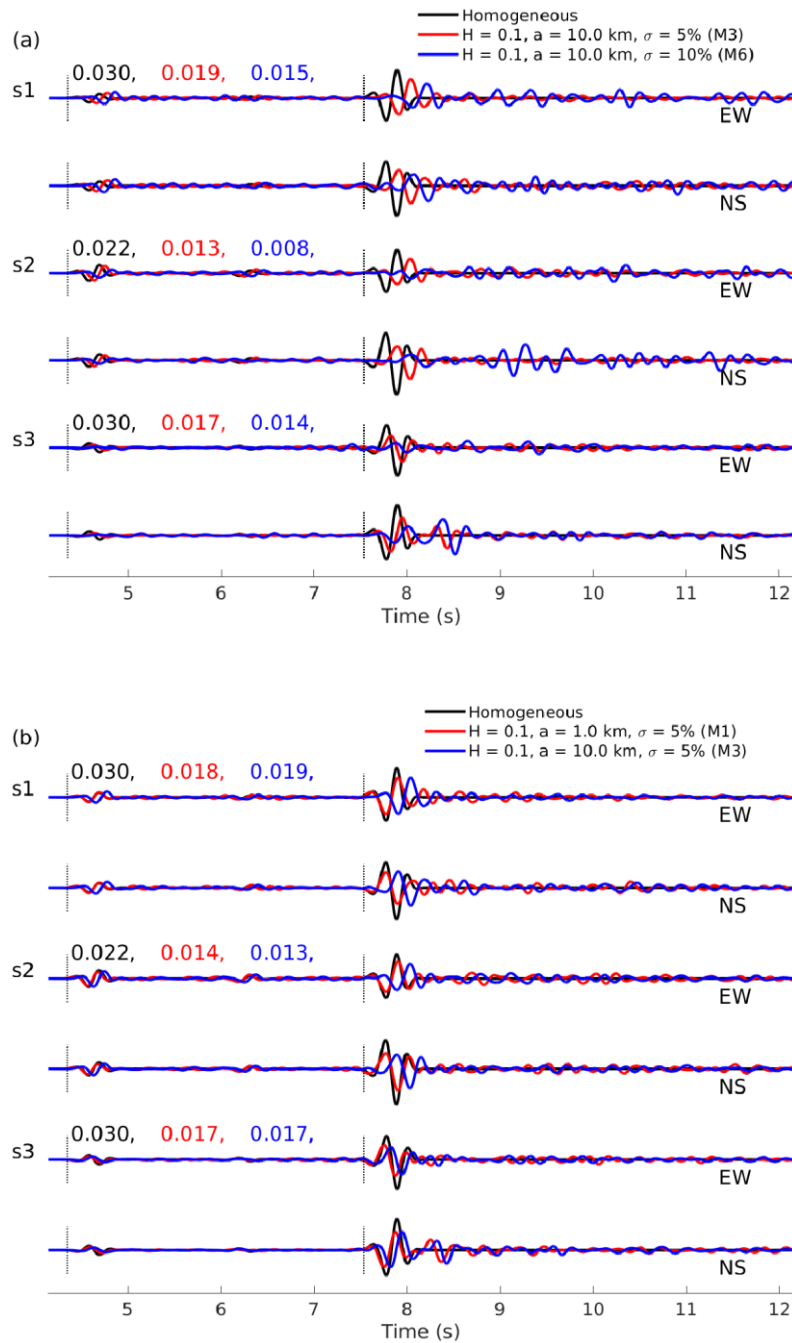 (a)
Homogeneous
H = 0.1, a = 10.0 km, σ = 5% (M3)
H = 0.1, a = 10.0 km, σ = 10% (M6)
0.030, 0.019, 0.015,
s1
EW
NS
0.022, 0.013, 0.008,
s2
EW
NS
0.030, 0.017, 0.014,
s3
EW
NS
5 6 7 8 9 10 11 12
Time (s)
(b)
Homogeneous
H = 0.1, a = 1.0 km, σ = 5% (M1)
H = 0.1, a = 10.0 km, σ = 5% (M3)
0.030, 0.018, 0.019,
s1
EW
NS
0.022, 0.014, 0.013,
s2
EW
NS
0.030, 0.017, 0.017,
s3
EW
NS
5 6 7 8 9 10 11 12
Time (s)